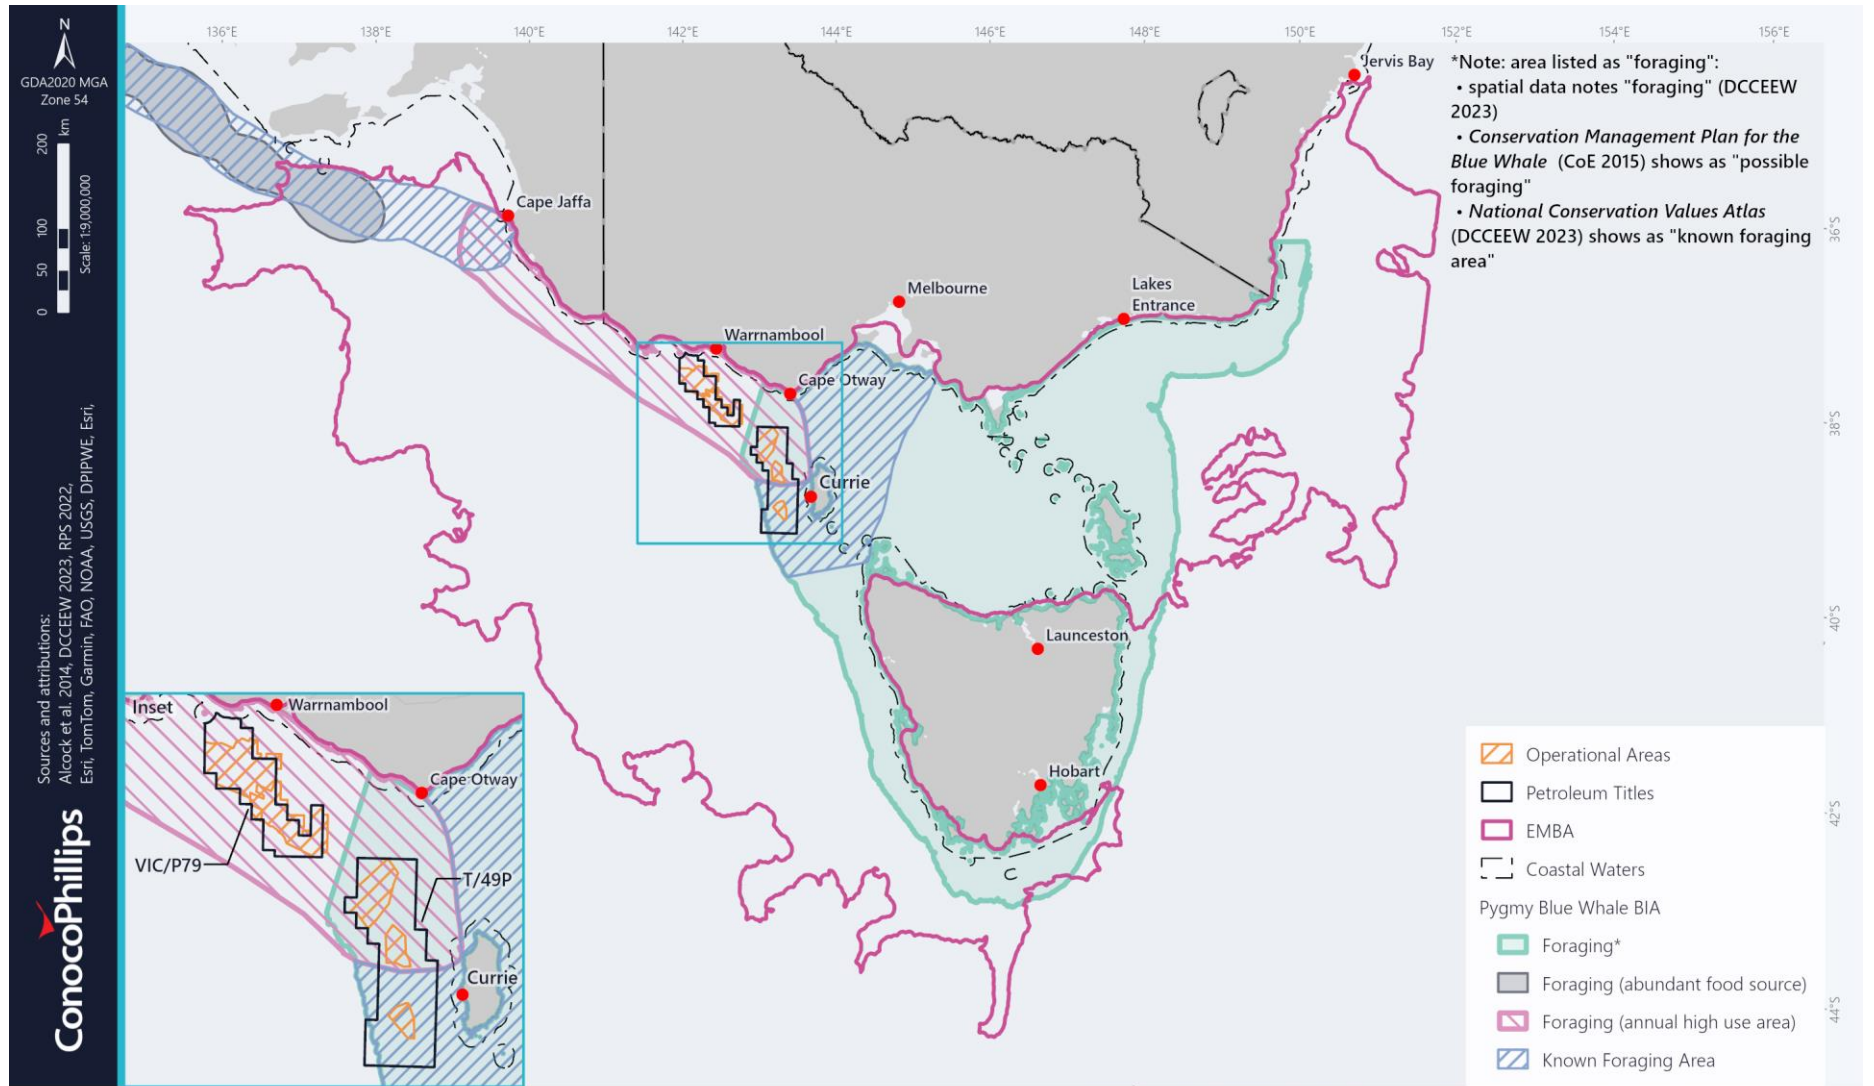 136°E
138°E
140°E
142°E
144°E
146°E
148°E
150°E
152°E
154°E
156°E
N
GDA2020 MGA
Zone 54
200
km
100
50
0
Scale: 1:9,000,000
Sources and attributions:
Alcock et al. 2014, DCCEEW 2023, RPS 2022,
Esri, TomTom, Garmin, FAO, NOAA, USGS, DPIPWE, Esri,
ConocoPhillips
Jervis Bay
*Note: area listed as "foraging":
• spatial data notes "foraging" (DCCEEW
2023)
• Conservation Management Plan for the
Blue Whale (CoE 2015) shows as "possible
foraging"
• National Conservation Values Atlas
(DCCEEW 2023) shows as "known foraging
area"
36°S
38°S
40°S
42°S
44°S
Cape Jaffa
Melbourne
Lakes
Entrance
Warrnambool
Cape Otway
Currie
Launceston
Hobart
Inset
Warrnambool
Cape Otway
VIC/P79
T/49P
Currie
Operational Areas
Petroleum Titles
EMBA
Coastal Waters
Pygmy Blue Whale BIA
Foraging*
Foraging (abundant food source)
Foraging (annual high use area)
Known Foraging Area